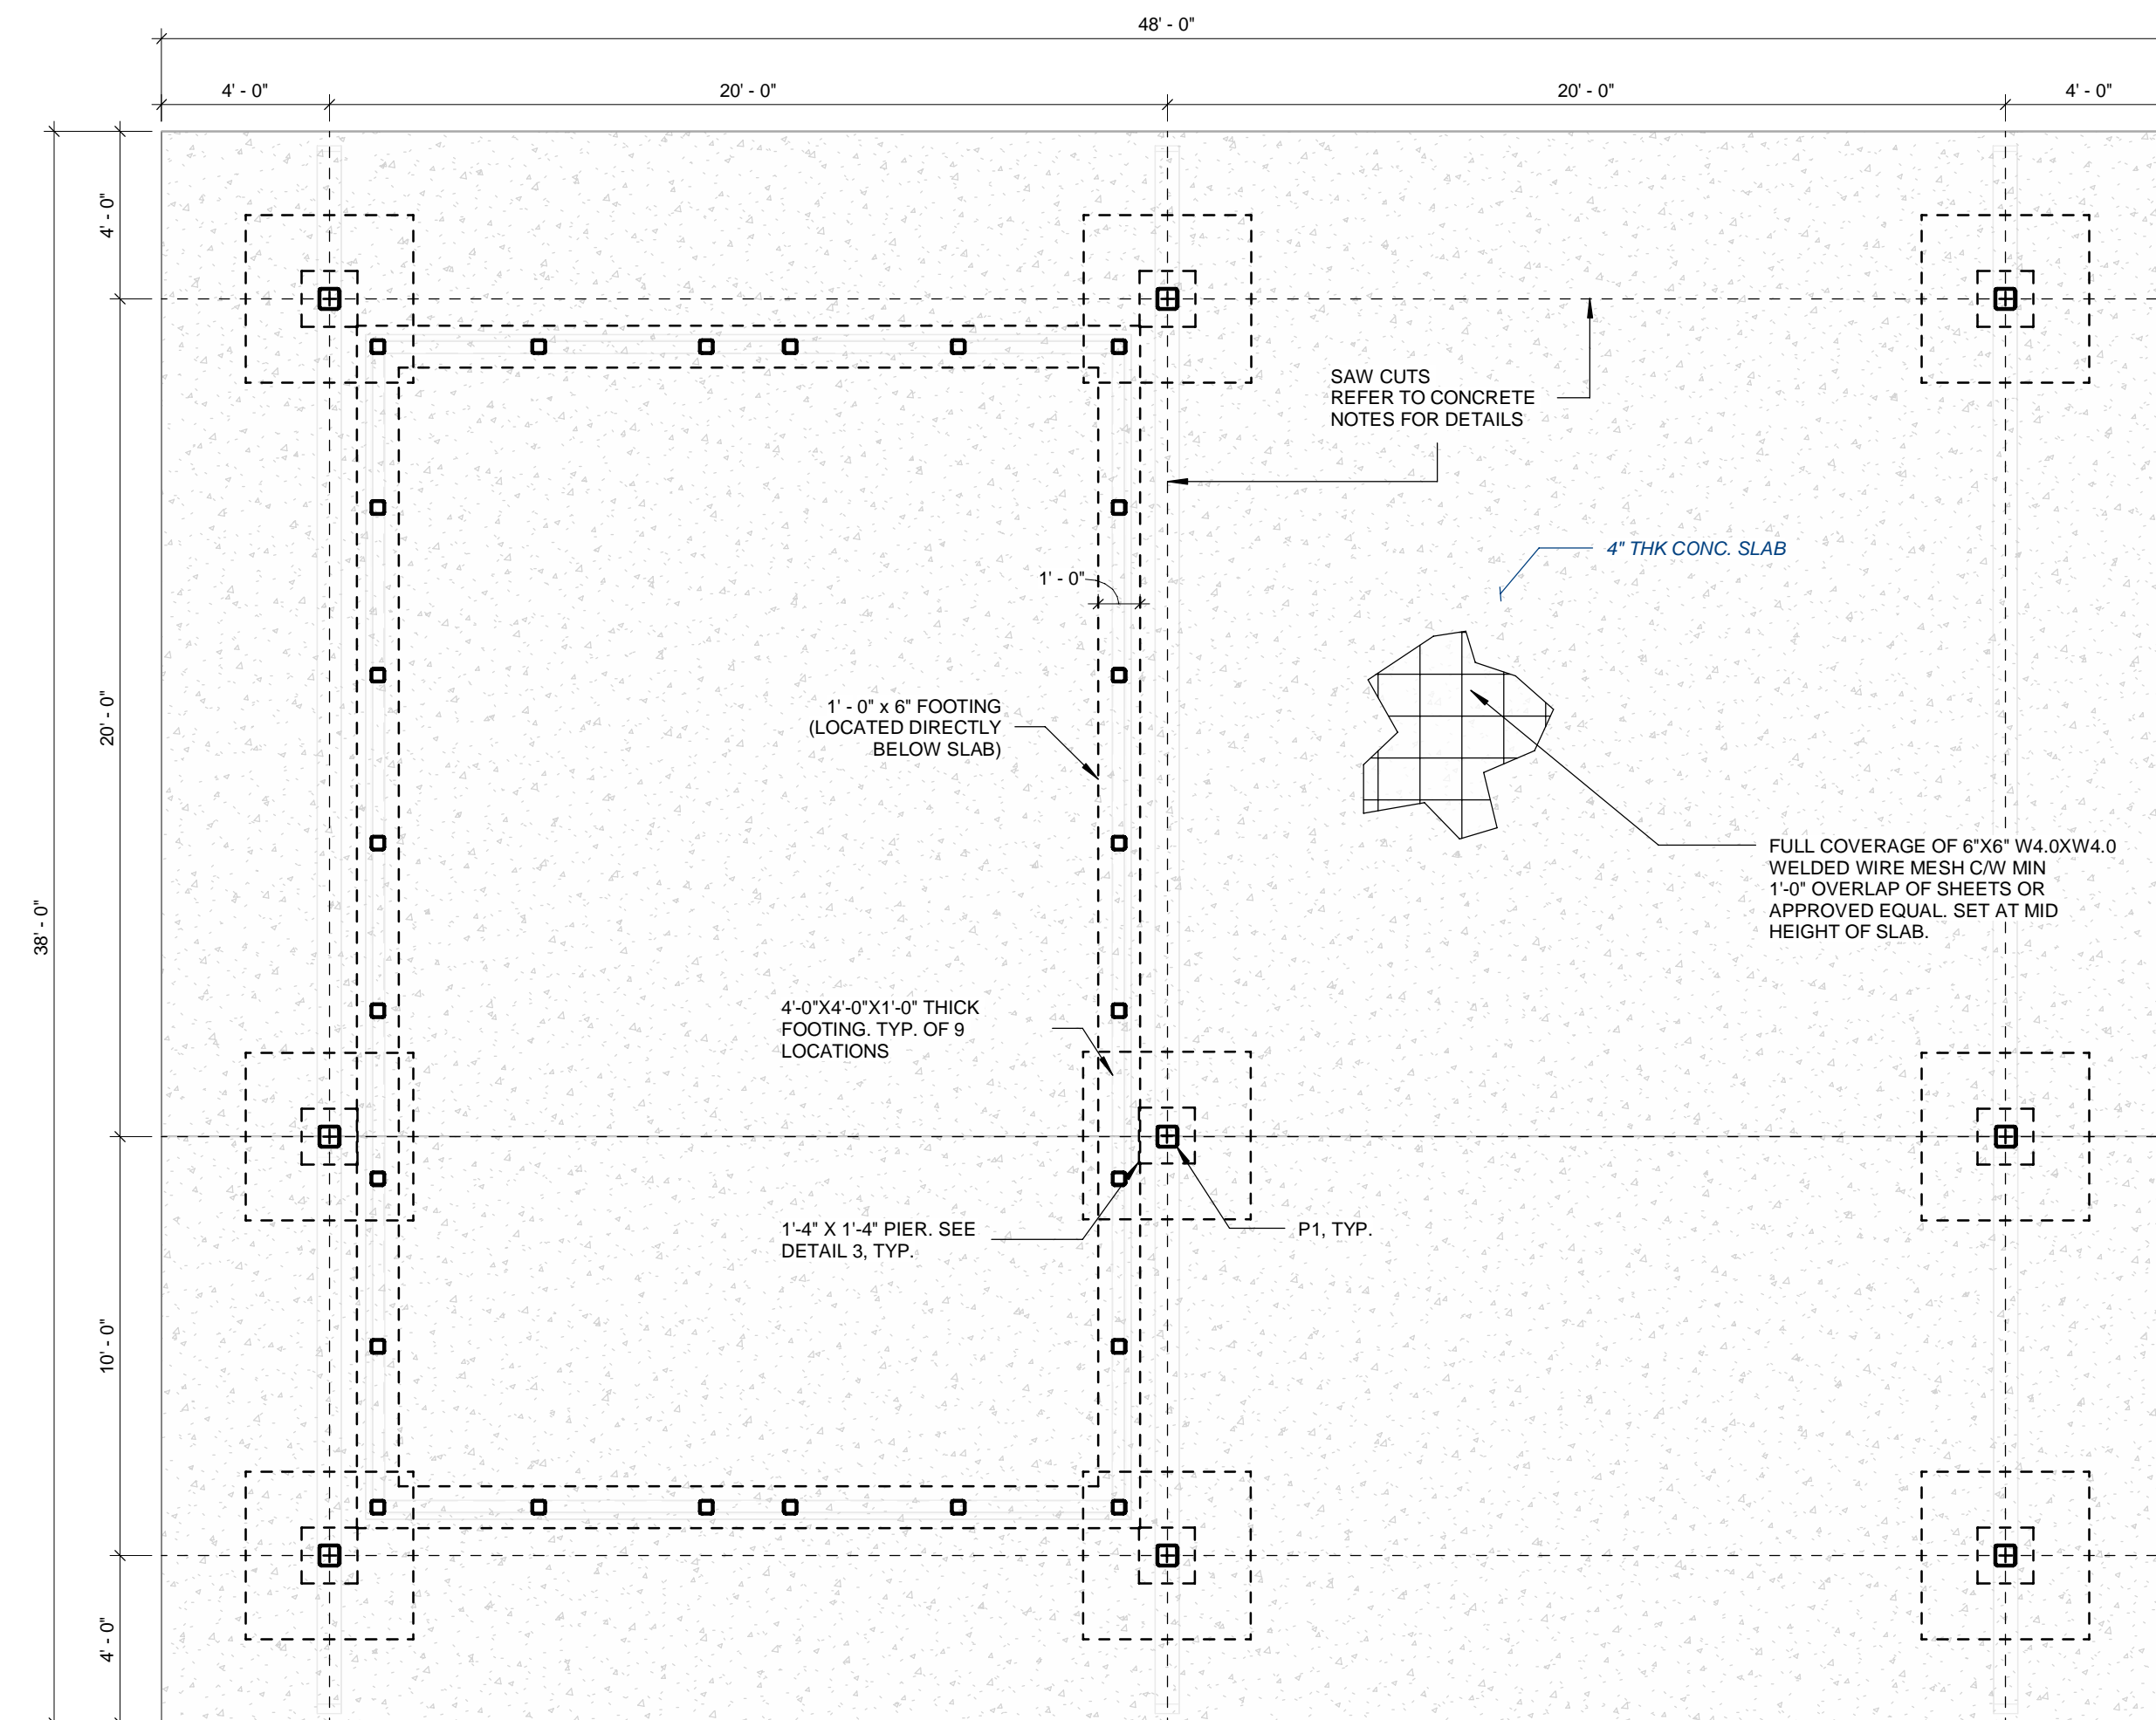 48' - 0"
4' - 0"
20' - 0"
20' - 0"
4' - 0"
4' - 0"
SAW CUTS
REFER TO CONCRETE
NOTES FOR DETAILS
4" THK CONC. SLAB
1' - 0"
20' - 0"
1' - 0" x 6" FOOTING
(LOCATED DIRECTLY
BELOW SLAB)
FULL COVERAGE OF 6"X6" W4.0XW4.0
WELDED WIRE MESH C/W MIN
1'-0" OVERLAP OF SHEETS OR
APPROVED EQUAL. SET AT MID
HEIGHT OF SLAB.
38' - 0"
4'-0"X4'-0"X1'-0" THICK
FOOTING. TYP. OF 9
LOCATIONS
1'-4" X 1'-4" PIER. SEE
DETAIL 3, TYP.
P1, TYP.
10' - 0"
4' - 0"